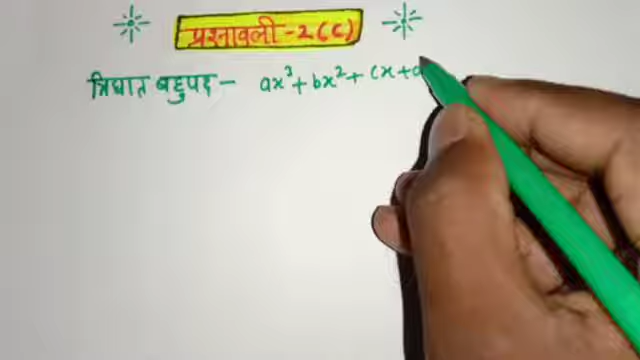 प्रश्नावली - 2(C)
त्रिघात बहुपद - ax³ + bx² + cx + d